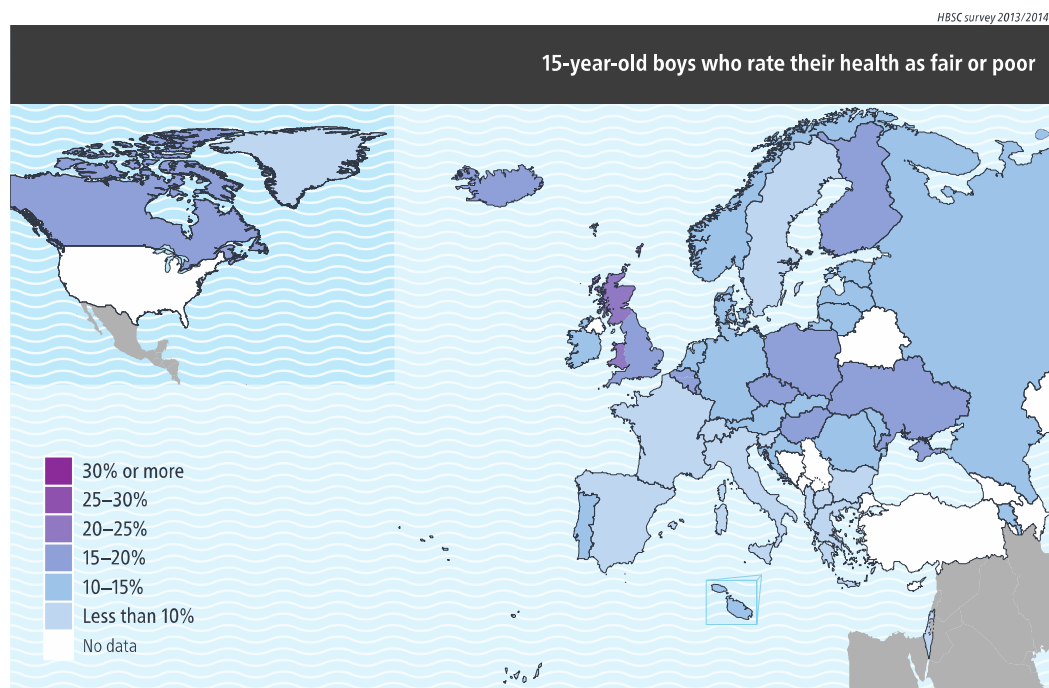 HBSC survey 2013/2014
15-year-old boys who rate their health as fair or poor
30% or more
25–30%
20–25%
15–20%
10–15%
Less than 10%
No data